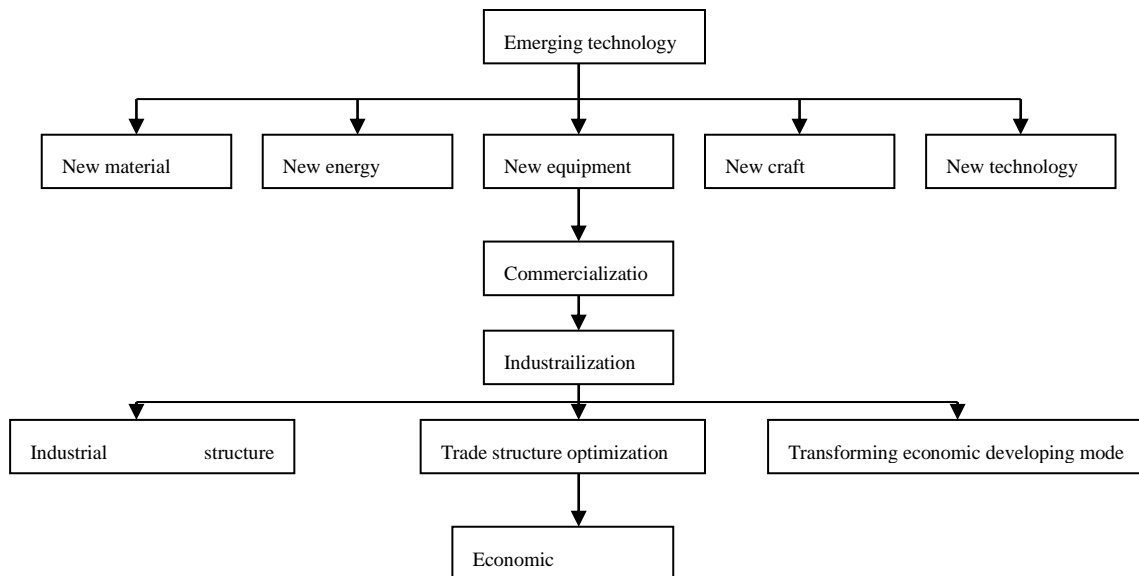 Emerging technology
New material
New energy
New equipment
New craft
New technology
Commercializatio
Industrailization
Industrial structure
Trade structure optimization
Transforming economic developing mode
Economic